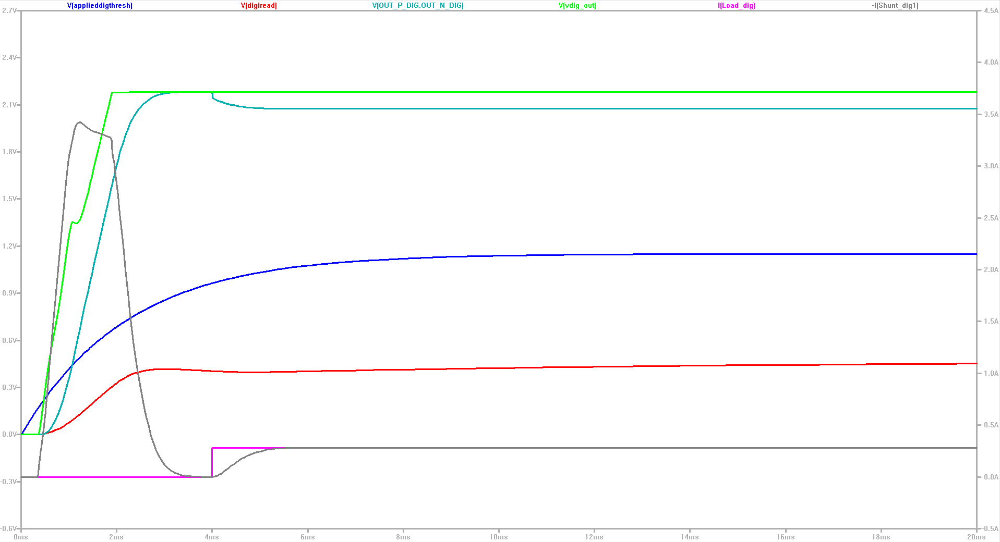 V(applieddigthresh) V(digiread) V(OUT_P_DIG,OUT_N_DIG) V(vdig_out) I(Load_dig) -I(Shunt_dig1)
2.7V 4.5A
2.4V 4.0A
2.1V 3.5A
1.8V 3.0A
1.5V 2.5A
1.2V 2.0A
0.9V 1.5A
0.6V 1.0A
0.3V 0.5A
0.0V 0.0A
-0.3V
-0.6V -0.5A
0ms 2ms 4ms 6ms 8ms 10ms 12ms 14ms 16ms 18ms 20ms